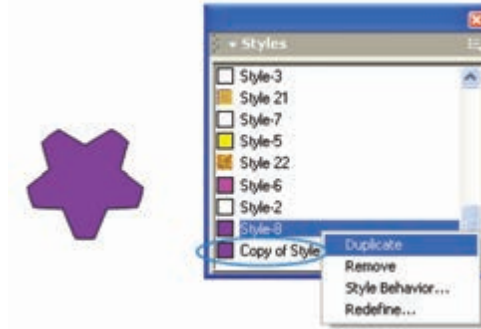 Styles
Style-3
Style 21
Style-7
Style-5
Style 22
Style-6
Style-2
Style-8
Copy of Style
Duplicate
Remove
Style Behavior...
Redefine...